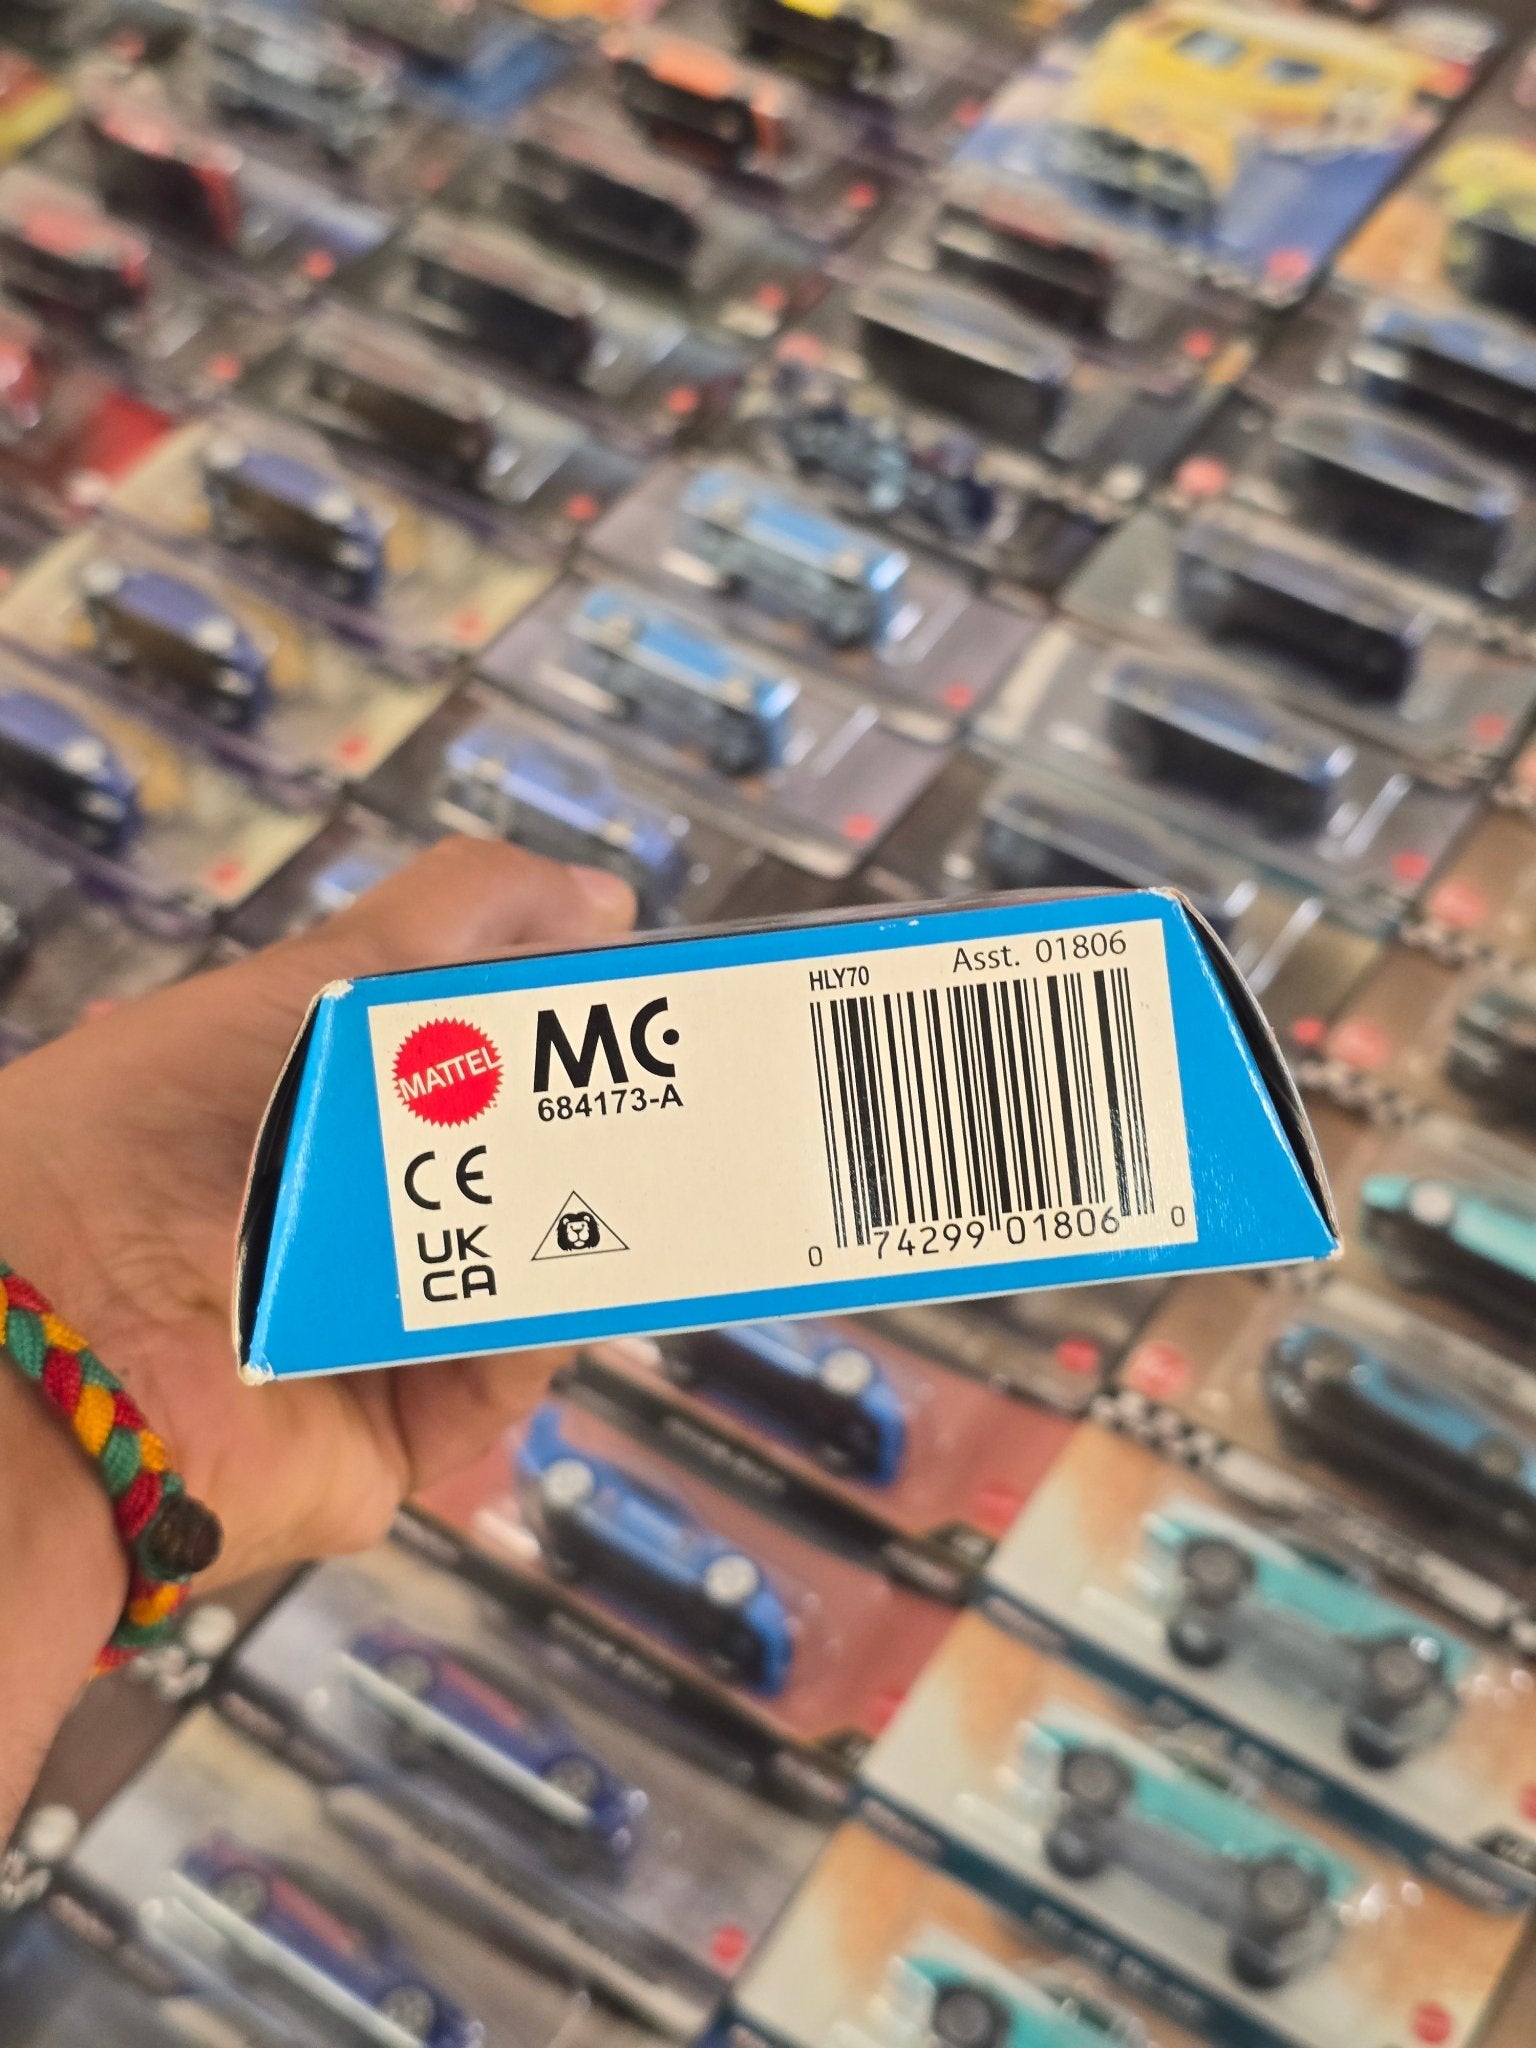 MATTEL
MC
684173-A
CE
UK
CA
HLY70
Asst. 01806
0 74299 01806 0